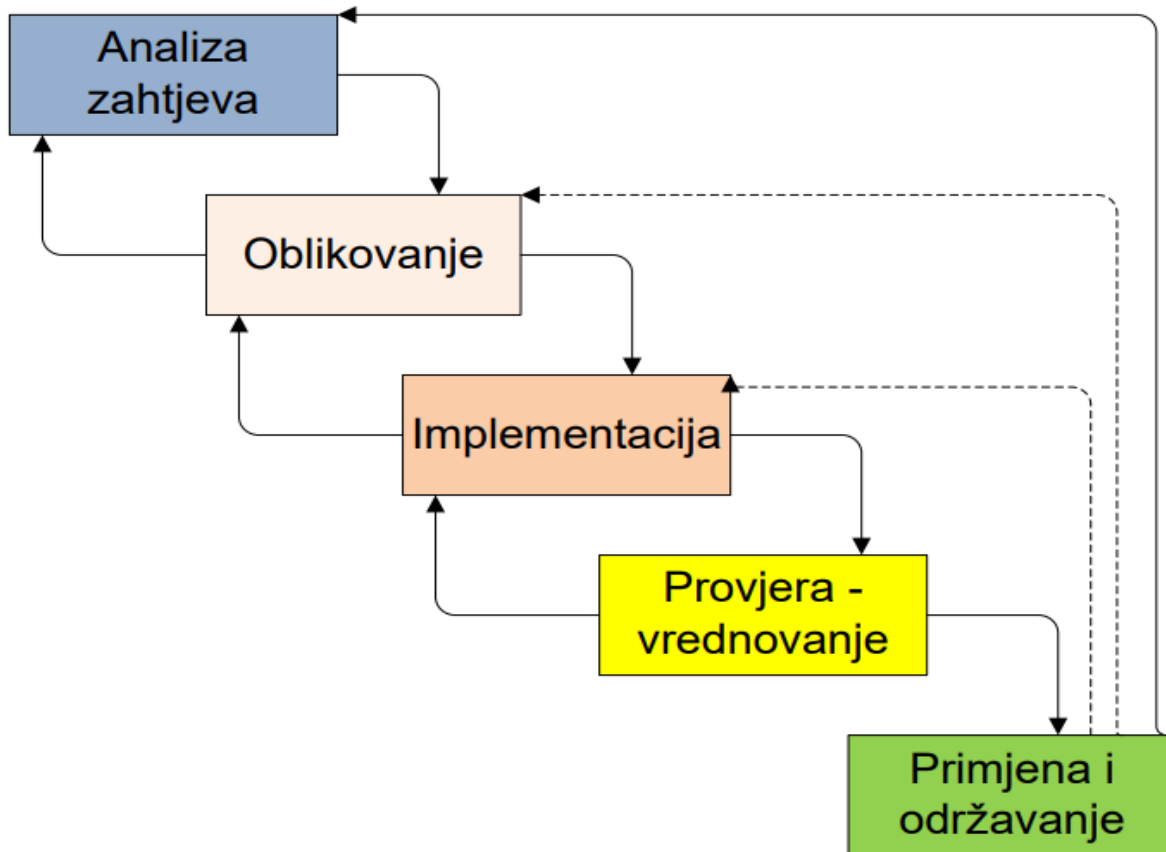 Analiza
zahtjeva
Oblikovanje
Implementacija
Provjera -
vrednovanje
Primjena i
održavanje